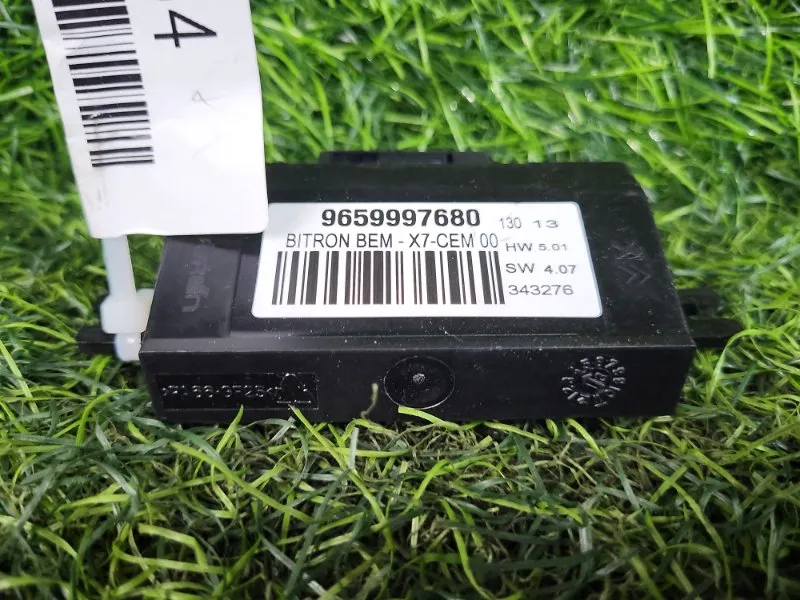 4
9659997680 130 13
BITRON BEM - X7-CEM 00 HW 5.01
SW 4.07
343276